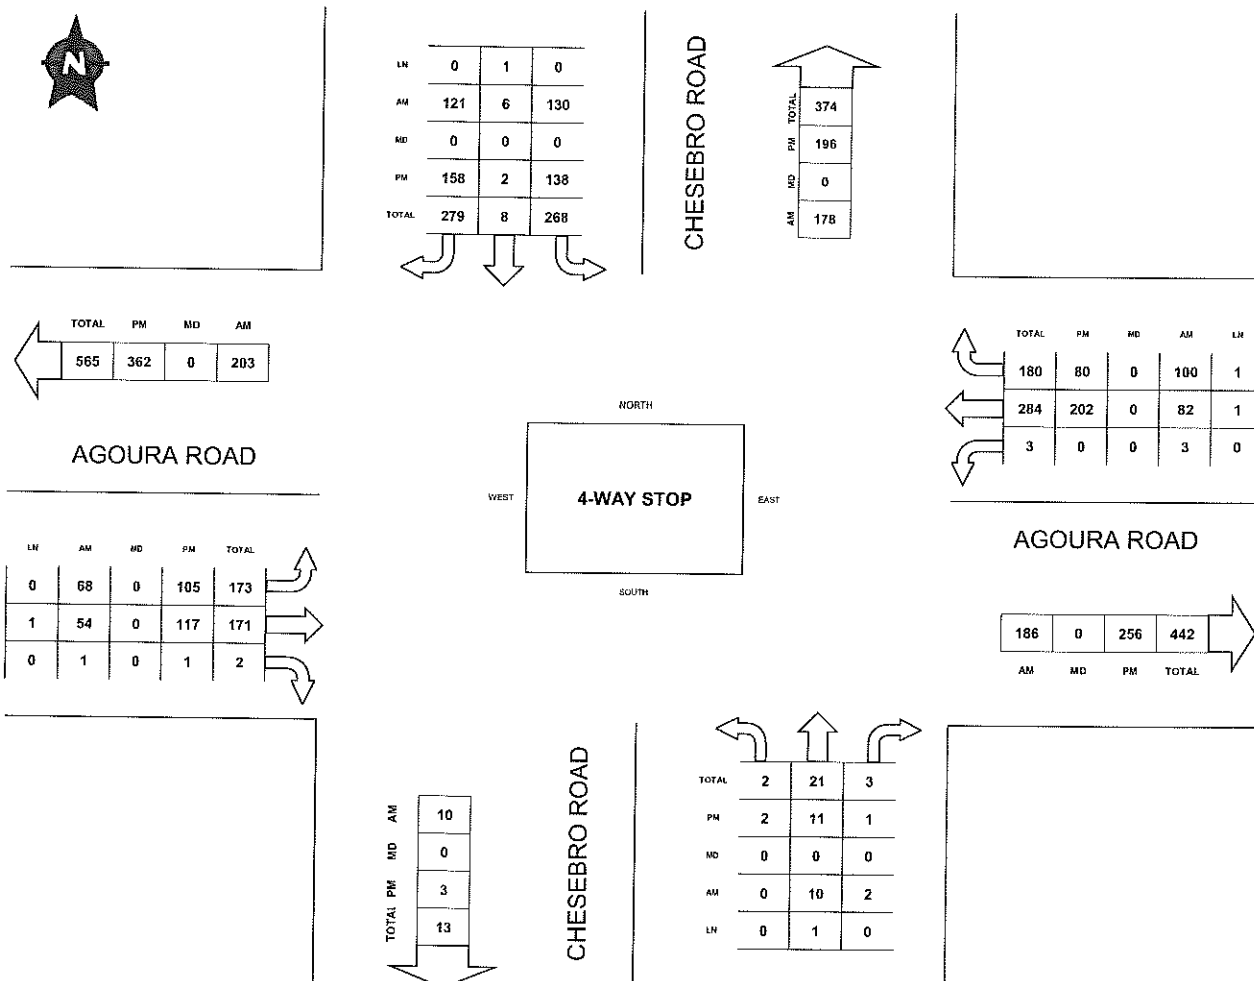 N
LN 0 1 0
AM 121 6 130
MD 0 0 0
PM 158 2 138
TOTAL 279 8 268
CHESEBRO ROAD
TOTAL 374
PM 196
MD 0
AM 178
TOTAL PM MD AM
565 362 0 203
AGOURA ROAD
TOTAL PM MD AM LN
180 80 0 100 1
284 202 0 82 1
3 0 0 3 0
NORTH
WEST
4-WAY STOP
EAST
SOUTH
AGOURA ROAD
LN AM MD PM TOTAL
0 68 0 105 173
1 54 0 117 171
0 1 0 1 2
186 0 256 442
AM MD PM TOTAL
AM 10
MD 0
PM 3
TOTAL 13
CHESEBRO ROAD
TOTAL 2 21 3
PM 2 11 1
MD 0 0 0
AM 0 10 2
LN 0 1 0